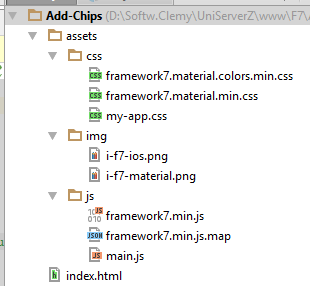 Add-Chips (D:\Softw.Clemy\UniServerZ\www\F7\
assets
css
framework7.material.colors.min.css
framework7.material.min.css
my-app.css
img
i-f7-ios.png
i-f7-material.png
js
framework7.min.js
framework7.min.js.map
main.js
index.html